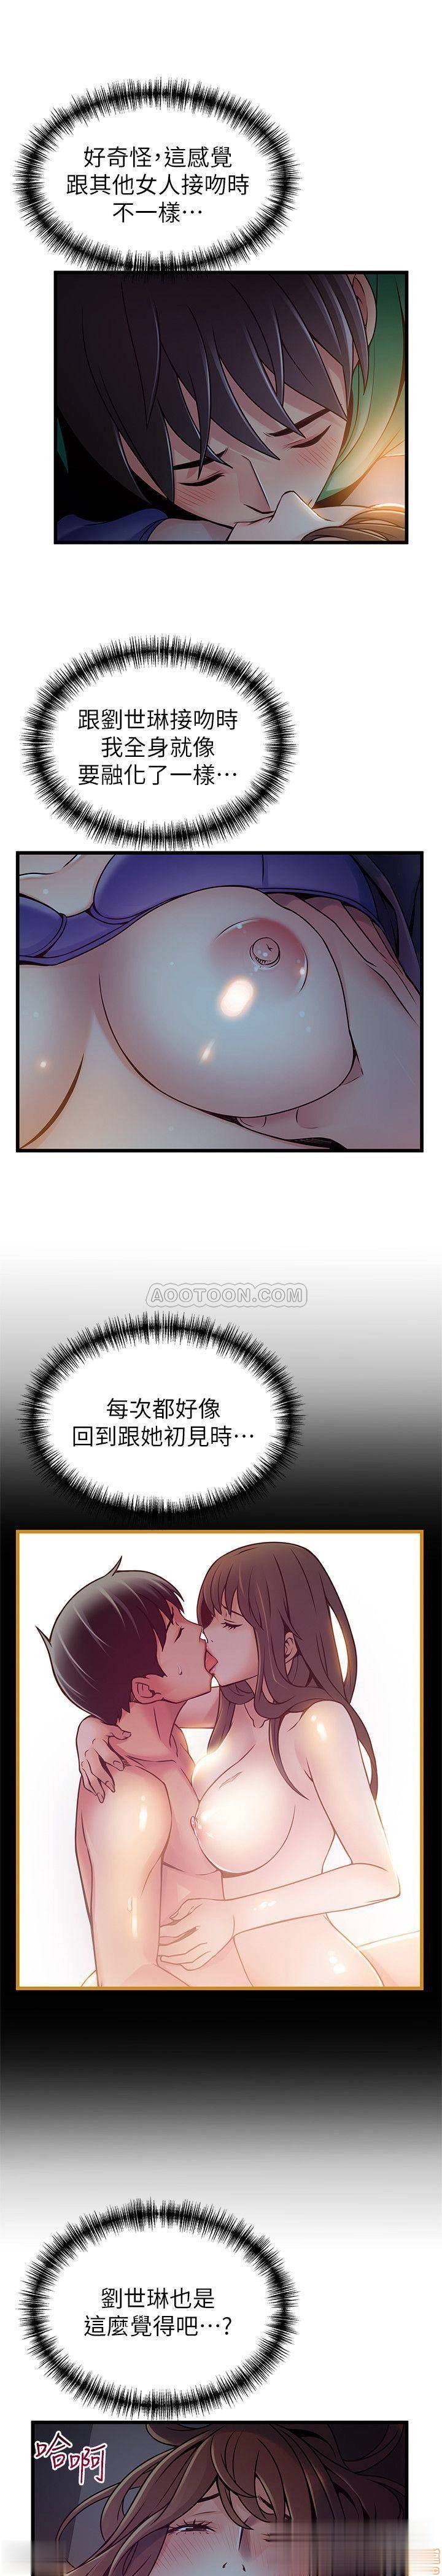 好奇怪，這感覺
跟其他女人接吻時
不一樣…
跟劉世琳接吻時
我全身就像
要融化了一樣…
AOOTOON.COM
每次都好像
回到跟她初見時…
劉世琳也是
這麼覺得吧…?
哈啊